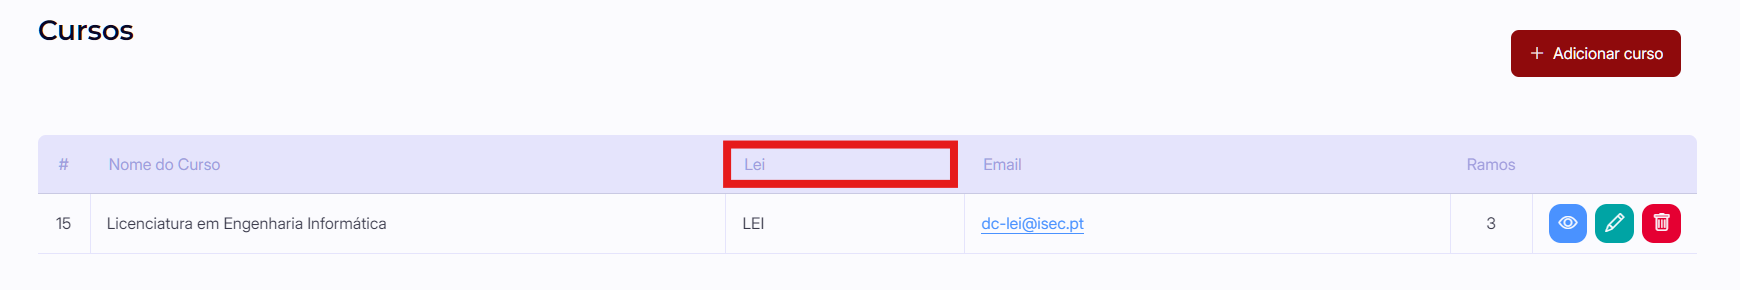 Cursos
+ Adicionar curso
# Nome do Curso Lei Email Ramos
15 Licenciatura em Engenharia Informática LEI dc-lei@isec.pt 3